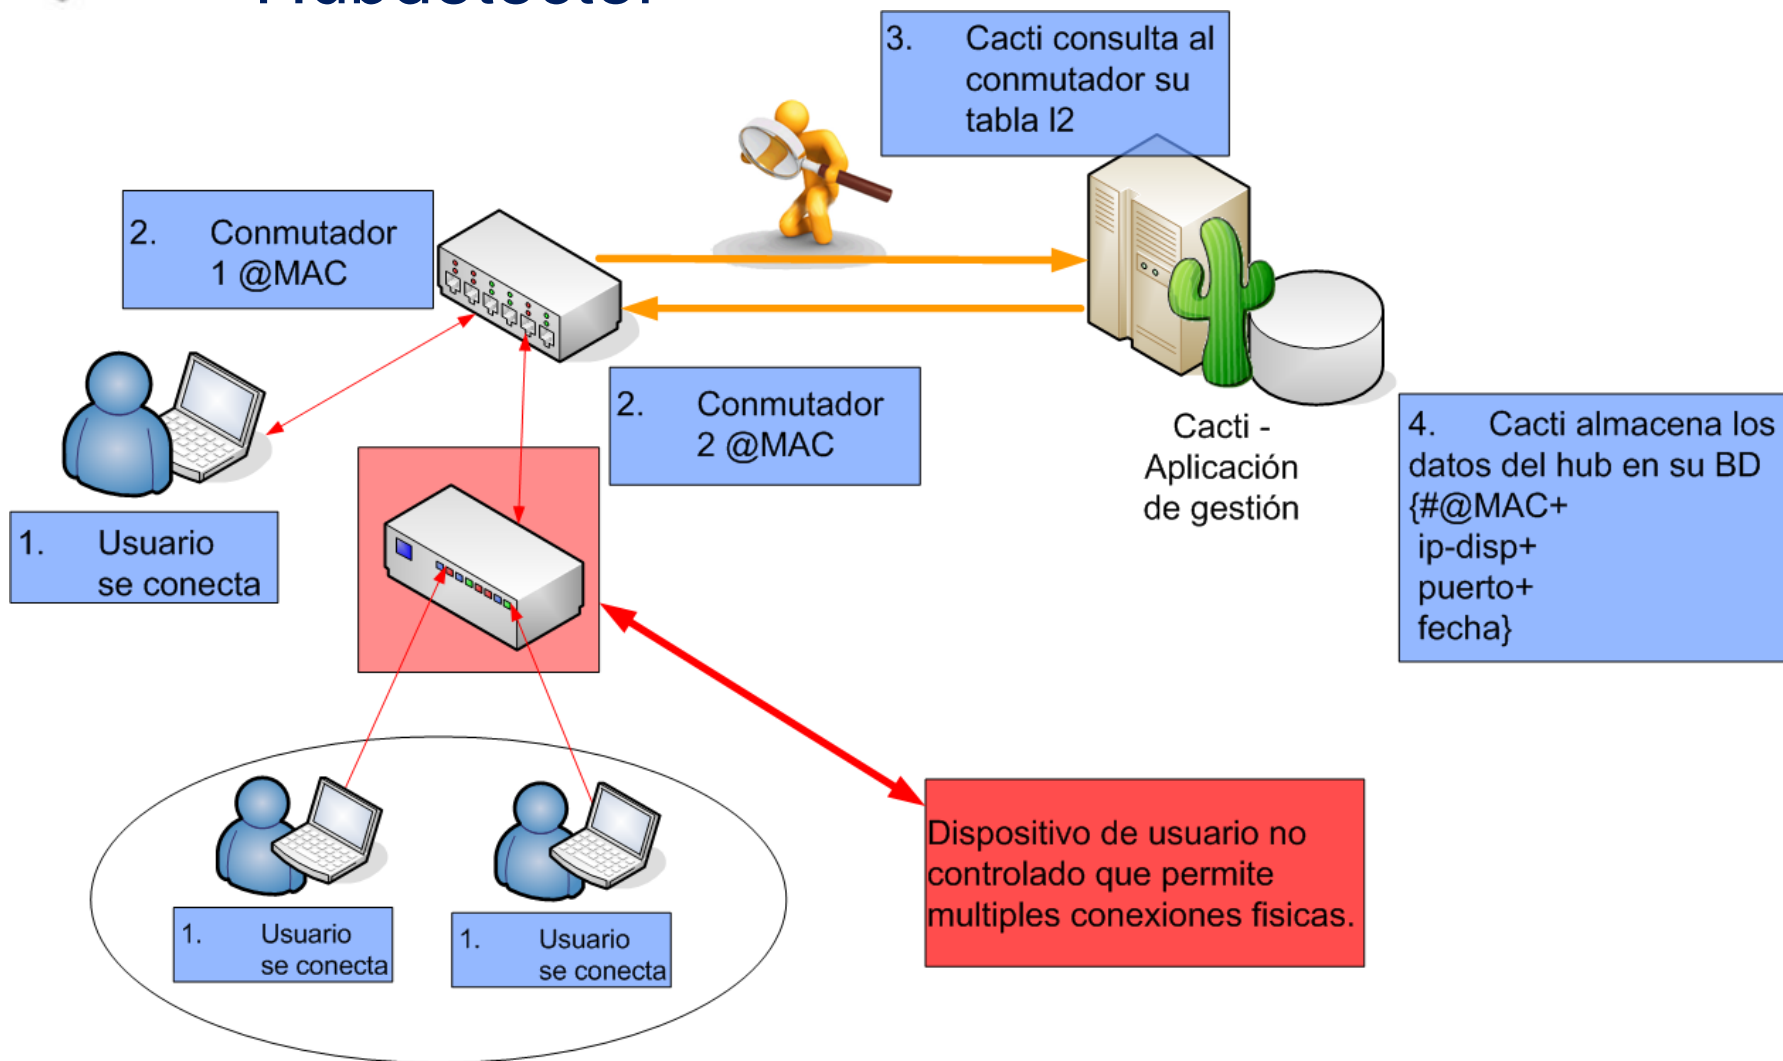 Hubdetector
3. Cacti consulta al
conmutador su
tabla l2
2. Conmutador
1 @MAC
2. Conmutador
2 @MAC
Cacti -
Aplicación
de gestión
4. Cacti almacena los
datos del hub en su BD
{#@MAC+
ip-disp+
puerto+
fecha}
1. Usuario
se conecta
Dispositivo de usuario no
controlado que permite
multiples conexiones fisicas.
1. Usuario
se conecta
1. Usuario
se conecta